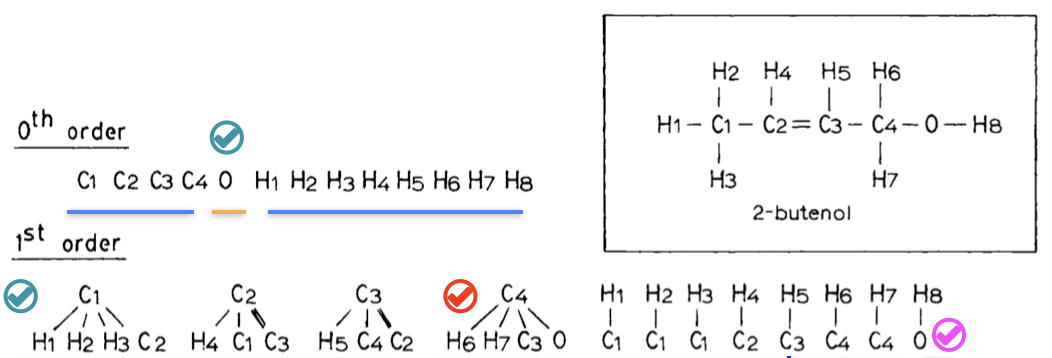 0th order
C1 C2 C3 C4 O H1 H2 H3 H4 H5 H6 H7 H8
1st order
C1 C2 C3 C4
H1 H2 H3 C2 H4 C1 C3 H5 C4 C2 H6 H7 C3 O
H2 H4 H5 H6
H1 — C1 — C2 = C3 — C4 — O — H8
H3 H7
2-butenol
H1 H2 H3 H4 H5 H6 H7 H8
C1 C1 C1 C2 C3 C4 C4 O